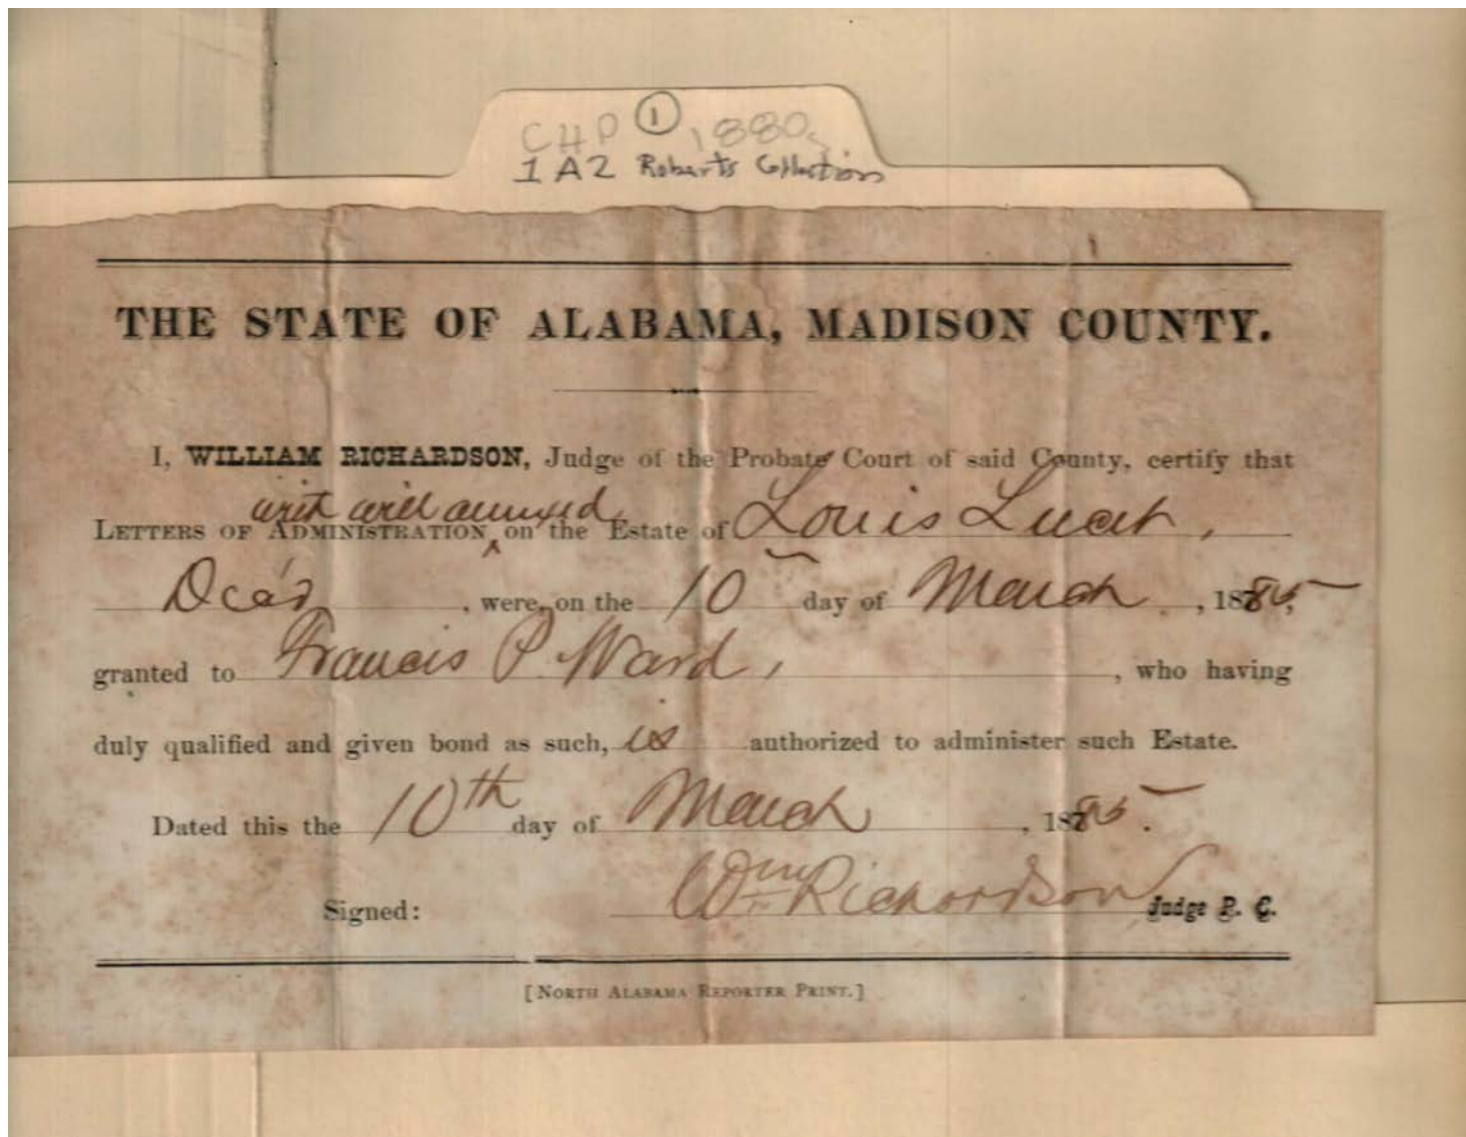 CHP ① 1880s
1A2 Roberts Collection
THE STATE OF ALABAMA, MADISON COUNTY.
I, WILLIAM RICHARDSON, Judge of the Probate Court of said County, certify that
with will annexed
LETTERS OF ADMINISTRATION ^ on the Estate of Louis
Dec'd , were, on the 10 day of March , 1885,
granted to Francis P. Ward, , who having
duly qualified and given bond as such, is authorized to administer such Estate.
Dated this the 10th day of March , 1885.
Signed: Wm Richardson Judge P. C.
[NORTH ALABAMA REPORTER PRINT.]